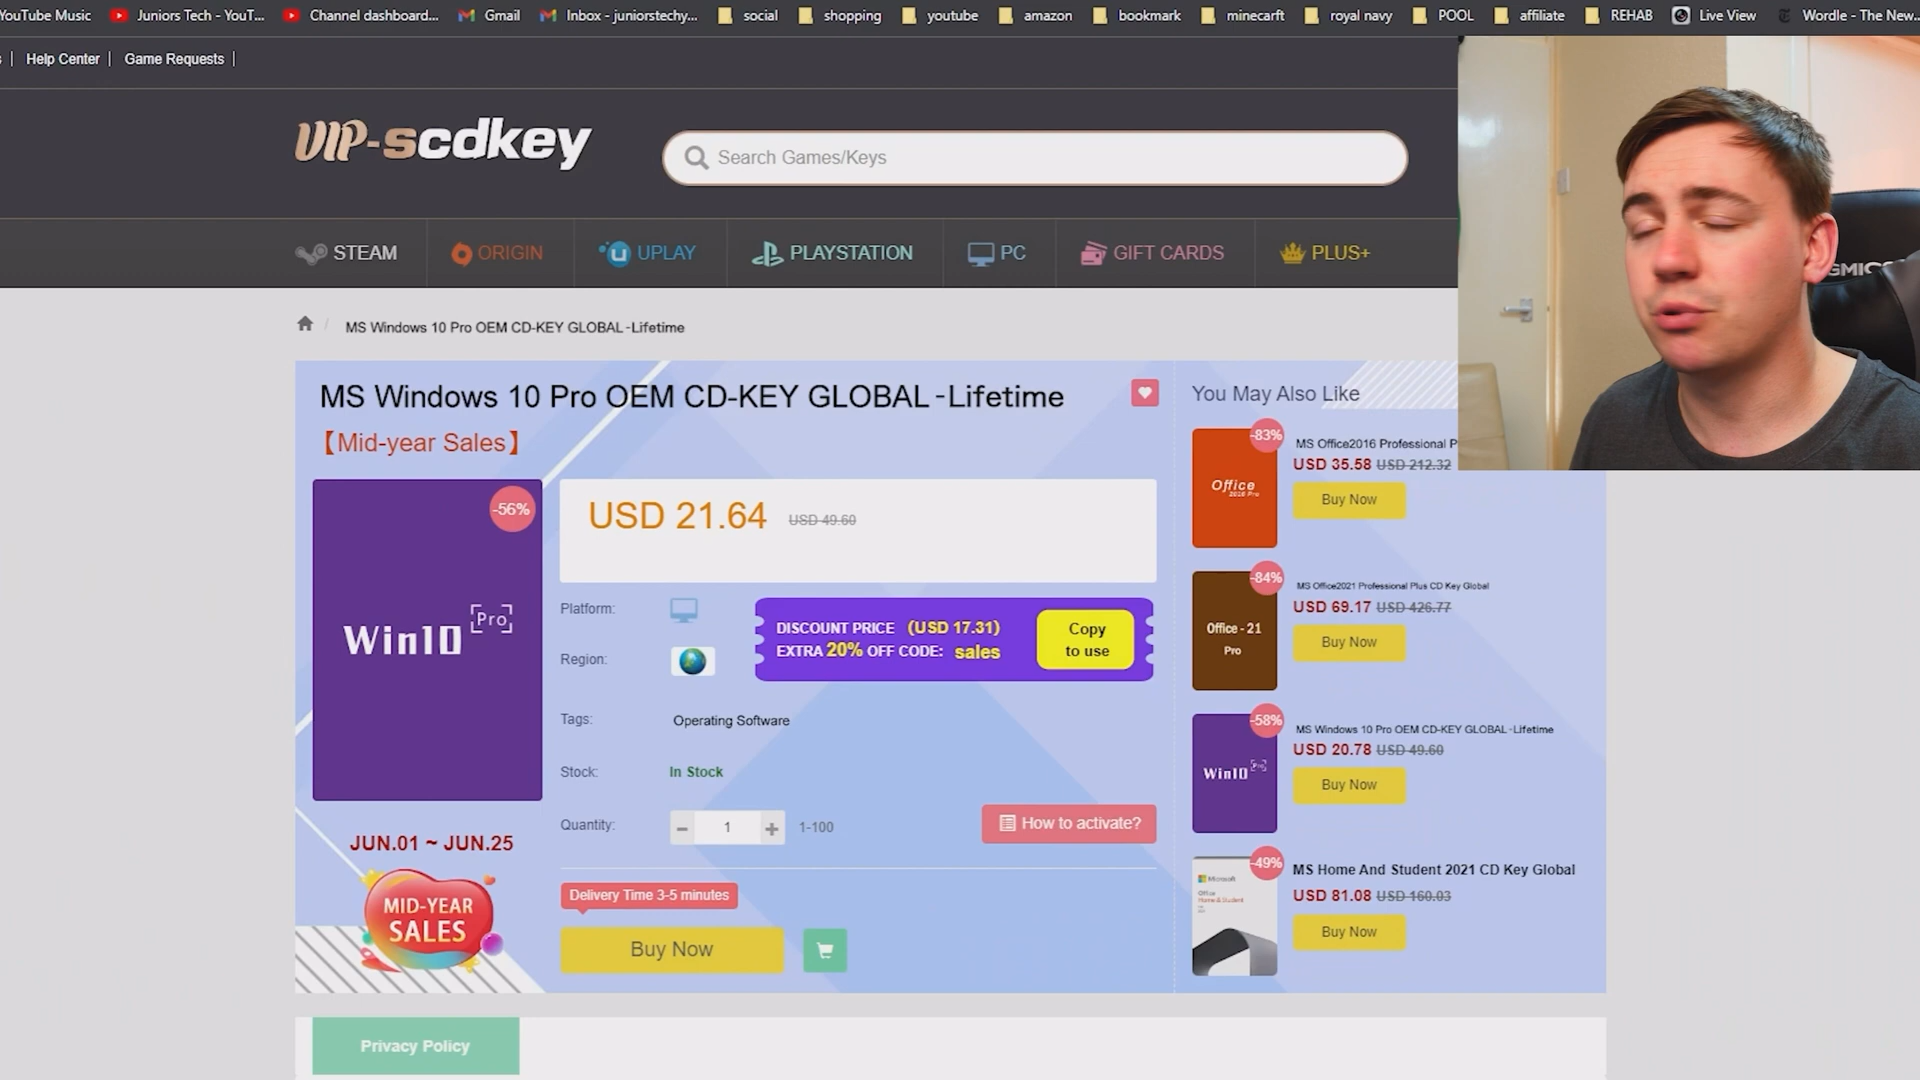 YouTube Music
Juniors Tech - YouT...
Channel dashboard...
Gmail
Inbox - juniorstechy...
social
shopping
youtube
amazon
bookmark
minecarft
royal navy
POOL
affiliate
REHAB
Live View
Wordle - The New...
Help Center
Game Requests
VIP-scdkey
Search Games/Keys
STEAM
ORIGIN
UPLAY
PLAYSTATION
PC
GIFT CARDS
PLUS+
MS Windows 10 Pro OEM CD-KEY GLOBAL-Lifetime
MS Windows 10 Pro OEM CD-KEY GLOBAL-Lifetime
【Mid-year Sales】
-56%
Win10 Pro
JUN.01 ~ JUN.25
MID-YEAR
SALES
USD 21.64 USD 49.60
Platform:
DISCOUNT PRICE (USD 17.31)
EXTRA 20% OFF CODE: sales
Copy
to use
Region:
Tags:
Operating Software
Stock:
In Stock
Quantity:
1
1-100
How to activate?
Delivery Time 3-5 minutes
Buy Now
You May Also Like
-83%
Office
2016 Pro
MS Office2016 Professional P
USD 35.58 USD 212.32
Buy Now
-84%
Office - 21
Pro
MS Office2021 Professional Plus CD Key Global
USD 69.17 USD 426.77
Buy Now
-58%
Win10 Pro
MS Windows 10 Pro OEM CD-KEY GLOBAL-Lifetime
USD 20.78 USD 49.60
Buy Now
-49%
Microsoft
Office
Home & Student
MS Home And Student 2021 CD Key Global
USD 81.08 USD 160.03
Buy Now
Privacy Policy